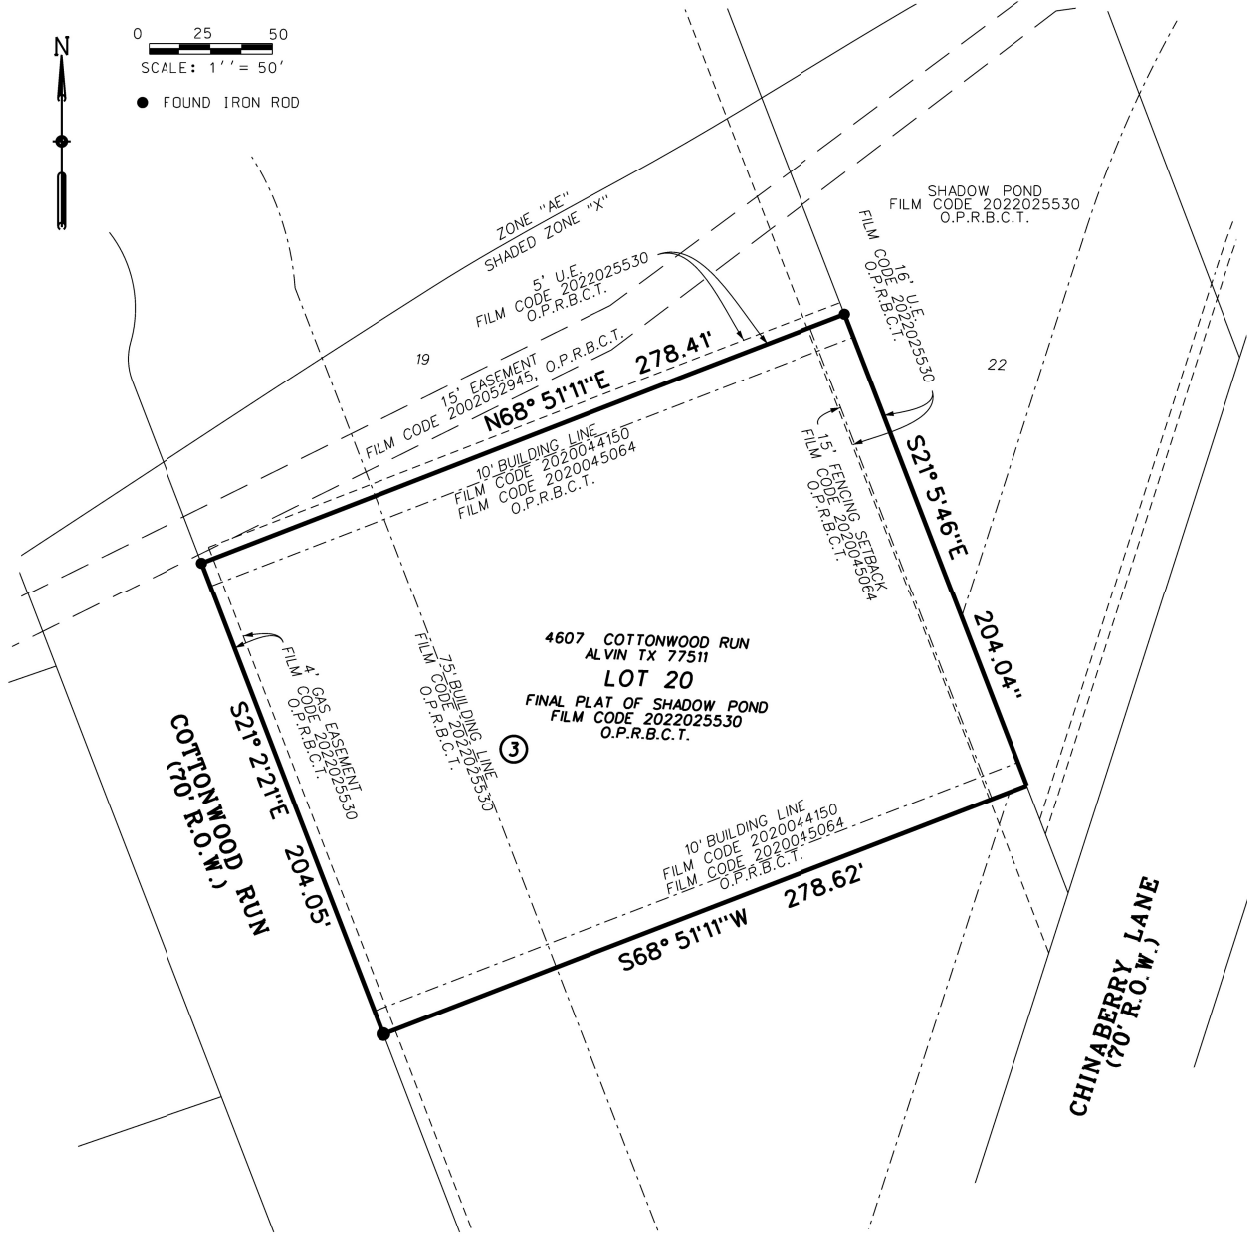 N
0 25 50
SCALE: 1''= 50'
FOUND IRON ROD
ZONE "AE"
SHADED ZONE "X"
5' U.E.
FILM CODE 2022025530
O.P.R.B.C.T.
SHADOW POND
FILM CODE 2022025530
O.P.R.B.C.T.
16' U.E.
FILM CODE 2022025530
O.P.R.B.C.T.
19
22
15' EASEMENT
FILM CODE 2002052945, O.P.R.B.C.T.
N68° 51'11"E 278.41'
10' BUILDING LINE
FILM CODE 2020044150
FILM CODE 2020045064
O.P.R.B.C.T.
15' FENCING SETBACK
FILM CODE 2020045064
O.P.R.B.C.T.
S21° 5'46"E 204.04"
4607 COTTONWOOD RUN
ALVIN TX 77511
LOT 20
FINAL PLAT OF SHADOW POND
FILM CODE 2022025530
O.P.R.B.C.T.
3
4' GAS EASEMENT
FILM CODE 2022025530
O.P.R.B.C.T.
75' BUILDING LINE
FILM CODE 2022025530
O.P.R.B.C.T.
S21° 2'21"E 204.05'
COTTONWOOD RUN
(70' R.O.W.)
10' BUILDING LINE
FILM CODE 2020044150
FILM CODE 2020045064
O.P.R.B.C.T.
S68° 51'11"W 278.62'
CHINABERRY LANE
(70' R.O.W.)